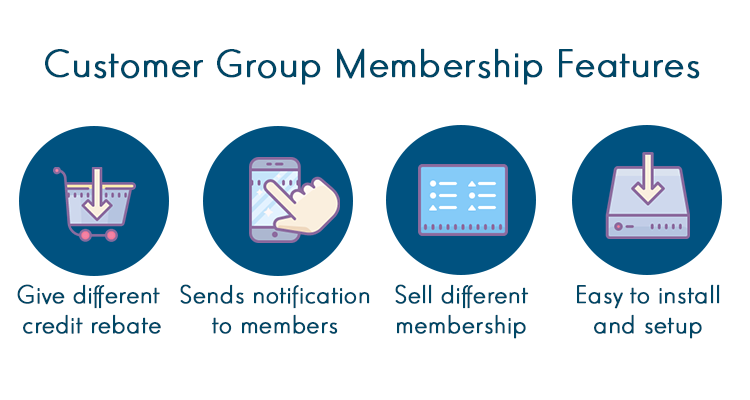 Customer Group Membership Features
Give different
credit rebate
Sends notification
to members
Sell different
membership
Easy to install
and setup